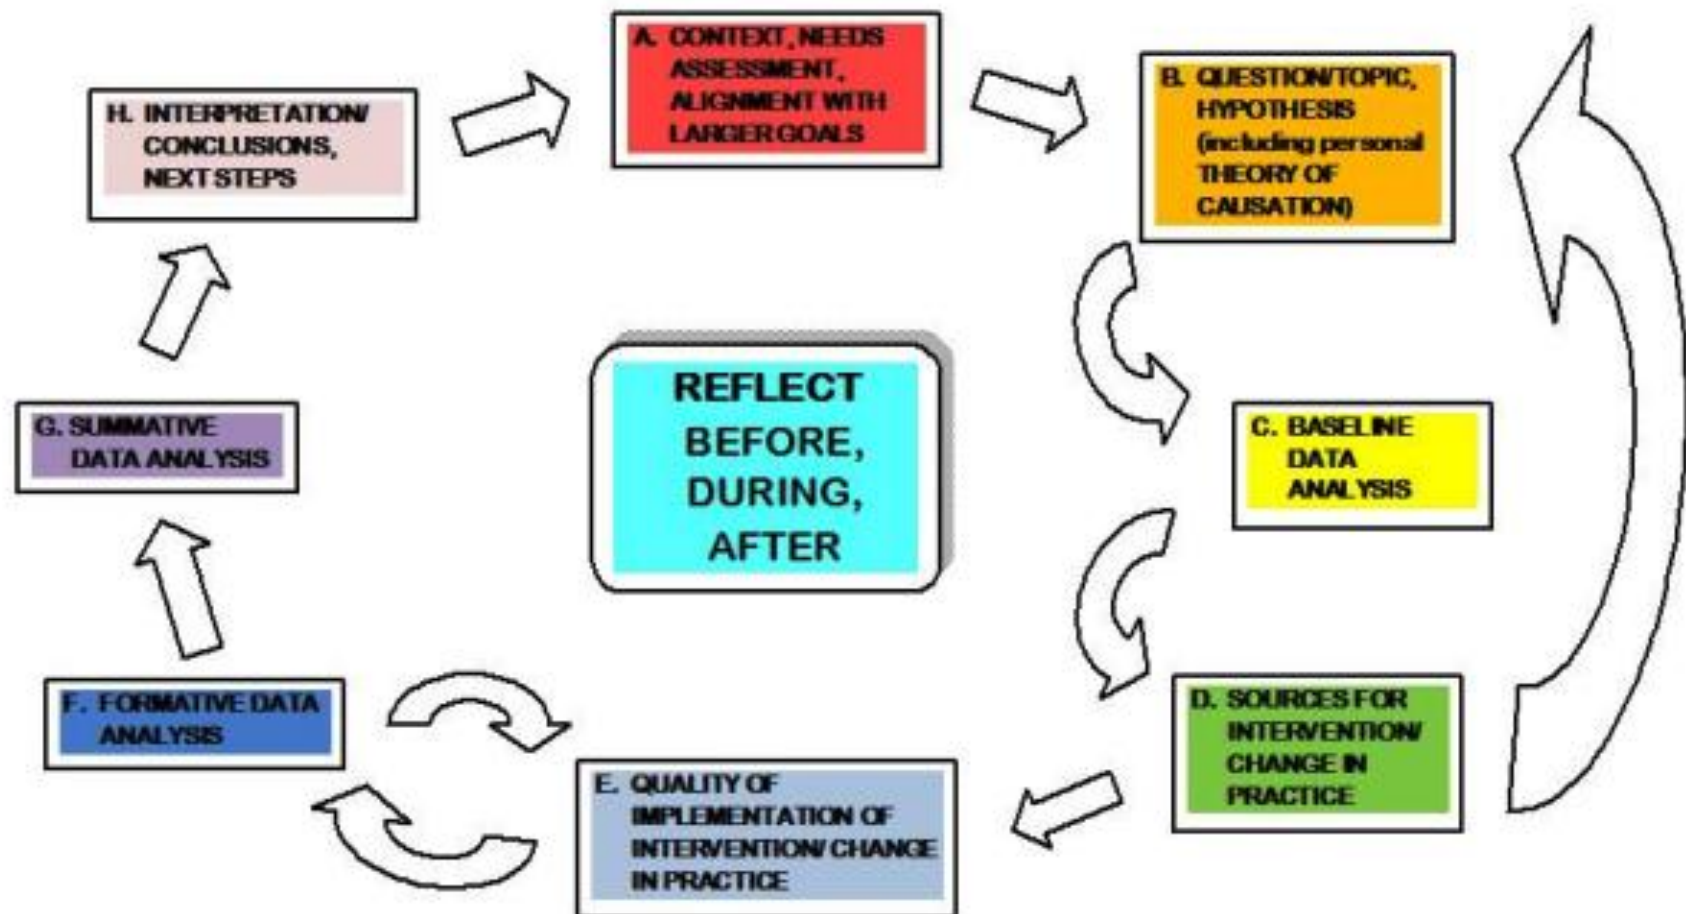 A. CONTEXT, NEEDS
ASSESSMENT,
ALIGNMENT WITH
LARGER GOALS
B. QUESTION/TOPIC,
HYPOTHESIS
(including personal
THEORY OF
CAUSATION)
C. BASELINE
DATA
ANALYSIS
D. SOURCES FOR
INTERVENTION/
CHANGE IN
PRACTICE
E. QUALITY OF
IMPLEMENTATION OF
INTERVENTION/ CHANGE
IN PRACTICE
F. FORMATIVE DATA
ANALYSIS
G. SUMMATIVE
DATA ANALYSIS
H. INTERPRETATION/
CONCLUSIONS,
NEXT STEPS
REFLECT
BEFORE,
DURING,
AFTER